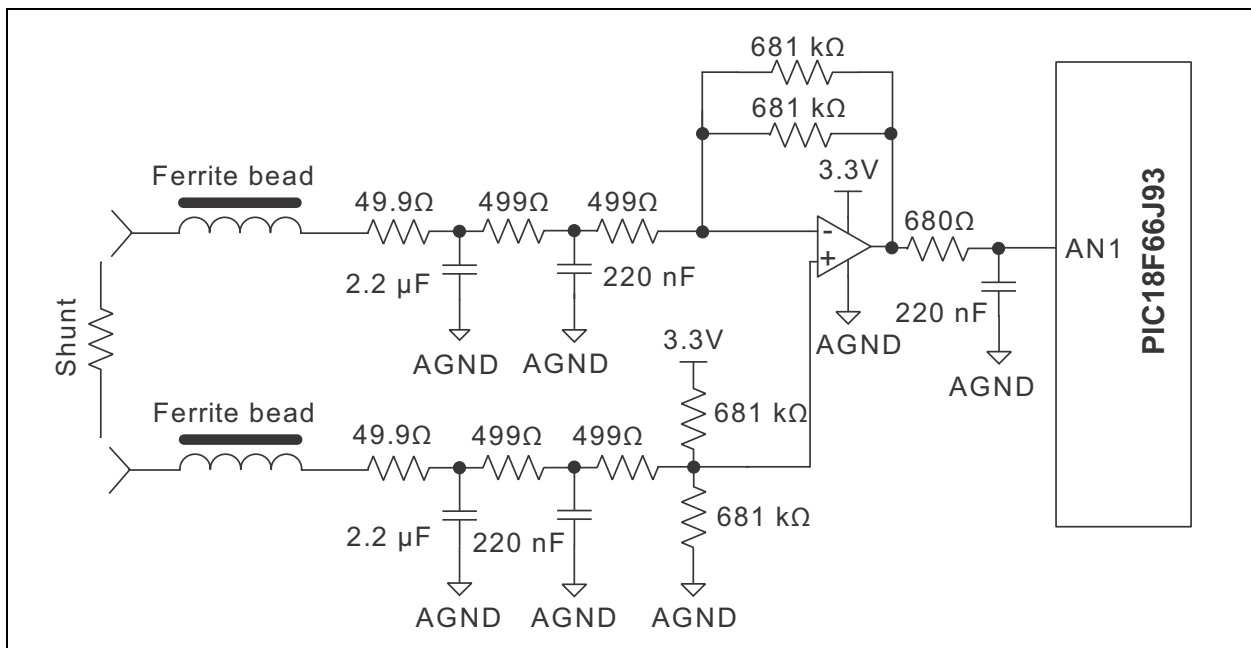 681 kΩ
681 kΩ
3.3V
Ferrite bead
49.9Ω
499Ω
499Ω
-
+
680Ω
AN1
PIC18F66J93
2.2 µF
220 nF
220 nF
AGND
AGND
AGND
AGND
Shunt
3.3V
681 kΩ
Ferrite bead
49.9Ω
499Ω
499Ω
681 kΩ
2.2 µF
220 nF
AGND
AGND
AGND